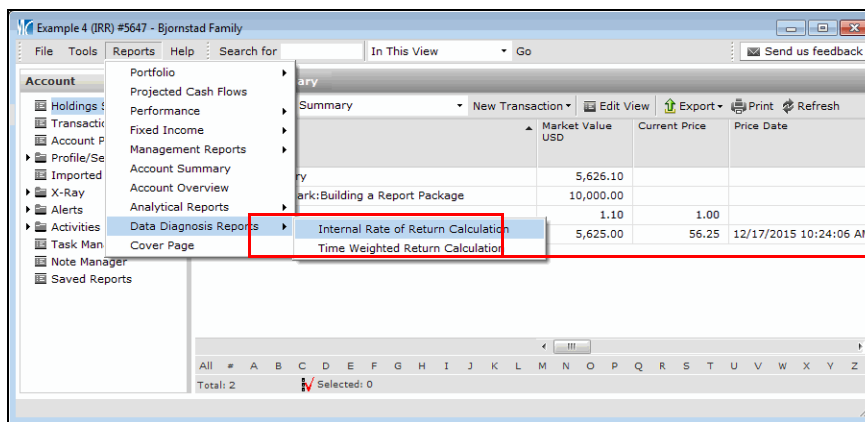 Example 4 (IRR) #5647 - Bjornstad Family
File Tools Reports Help Search for In This View Go Send us feedback
Account
Holdings S
Transactio
Account P
Profile/Se
Imported
X-Ray
Alerts
Activities
Task Man
Note Manager
Saved Reports
Portfolio
Projected Cash Flows
Performance
Fixed Income
Management Reports
Account Summary
Account Overview
Analytical Reports
Data Diagnosis Reports
Cover Page
Internal Rate of Return Calculation
Time Weighted Return Calculation
ary
Summary New Transaction Edit View Export Print Refresh
Market Value USD Current Price Price Date
ry 5,626.10
ark:Building a Report Package 10,000.00
1.10 1.00
5,625.00 56.25 12/17/2015 10:24:06 AM
All # A B C D E F G H I J K L M N O P Q R S T U V W X Y Z
Total: 2 Selected: 0